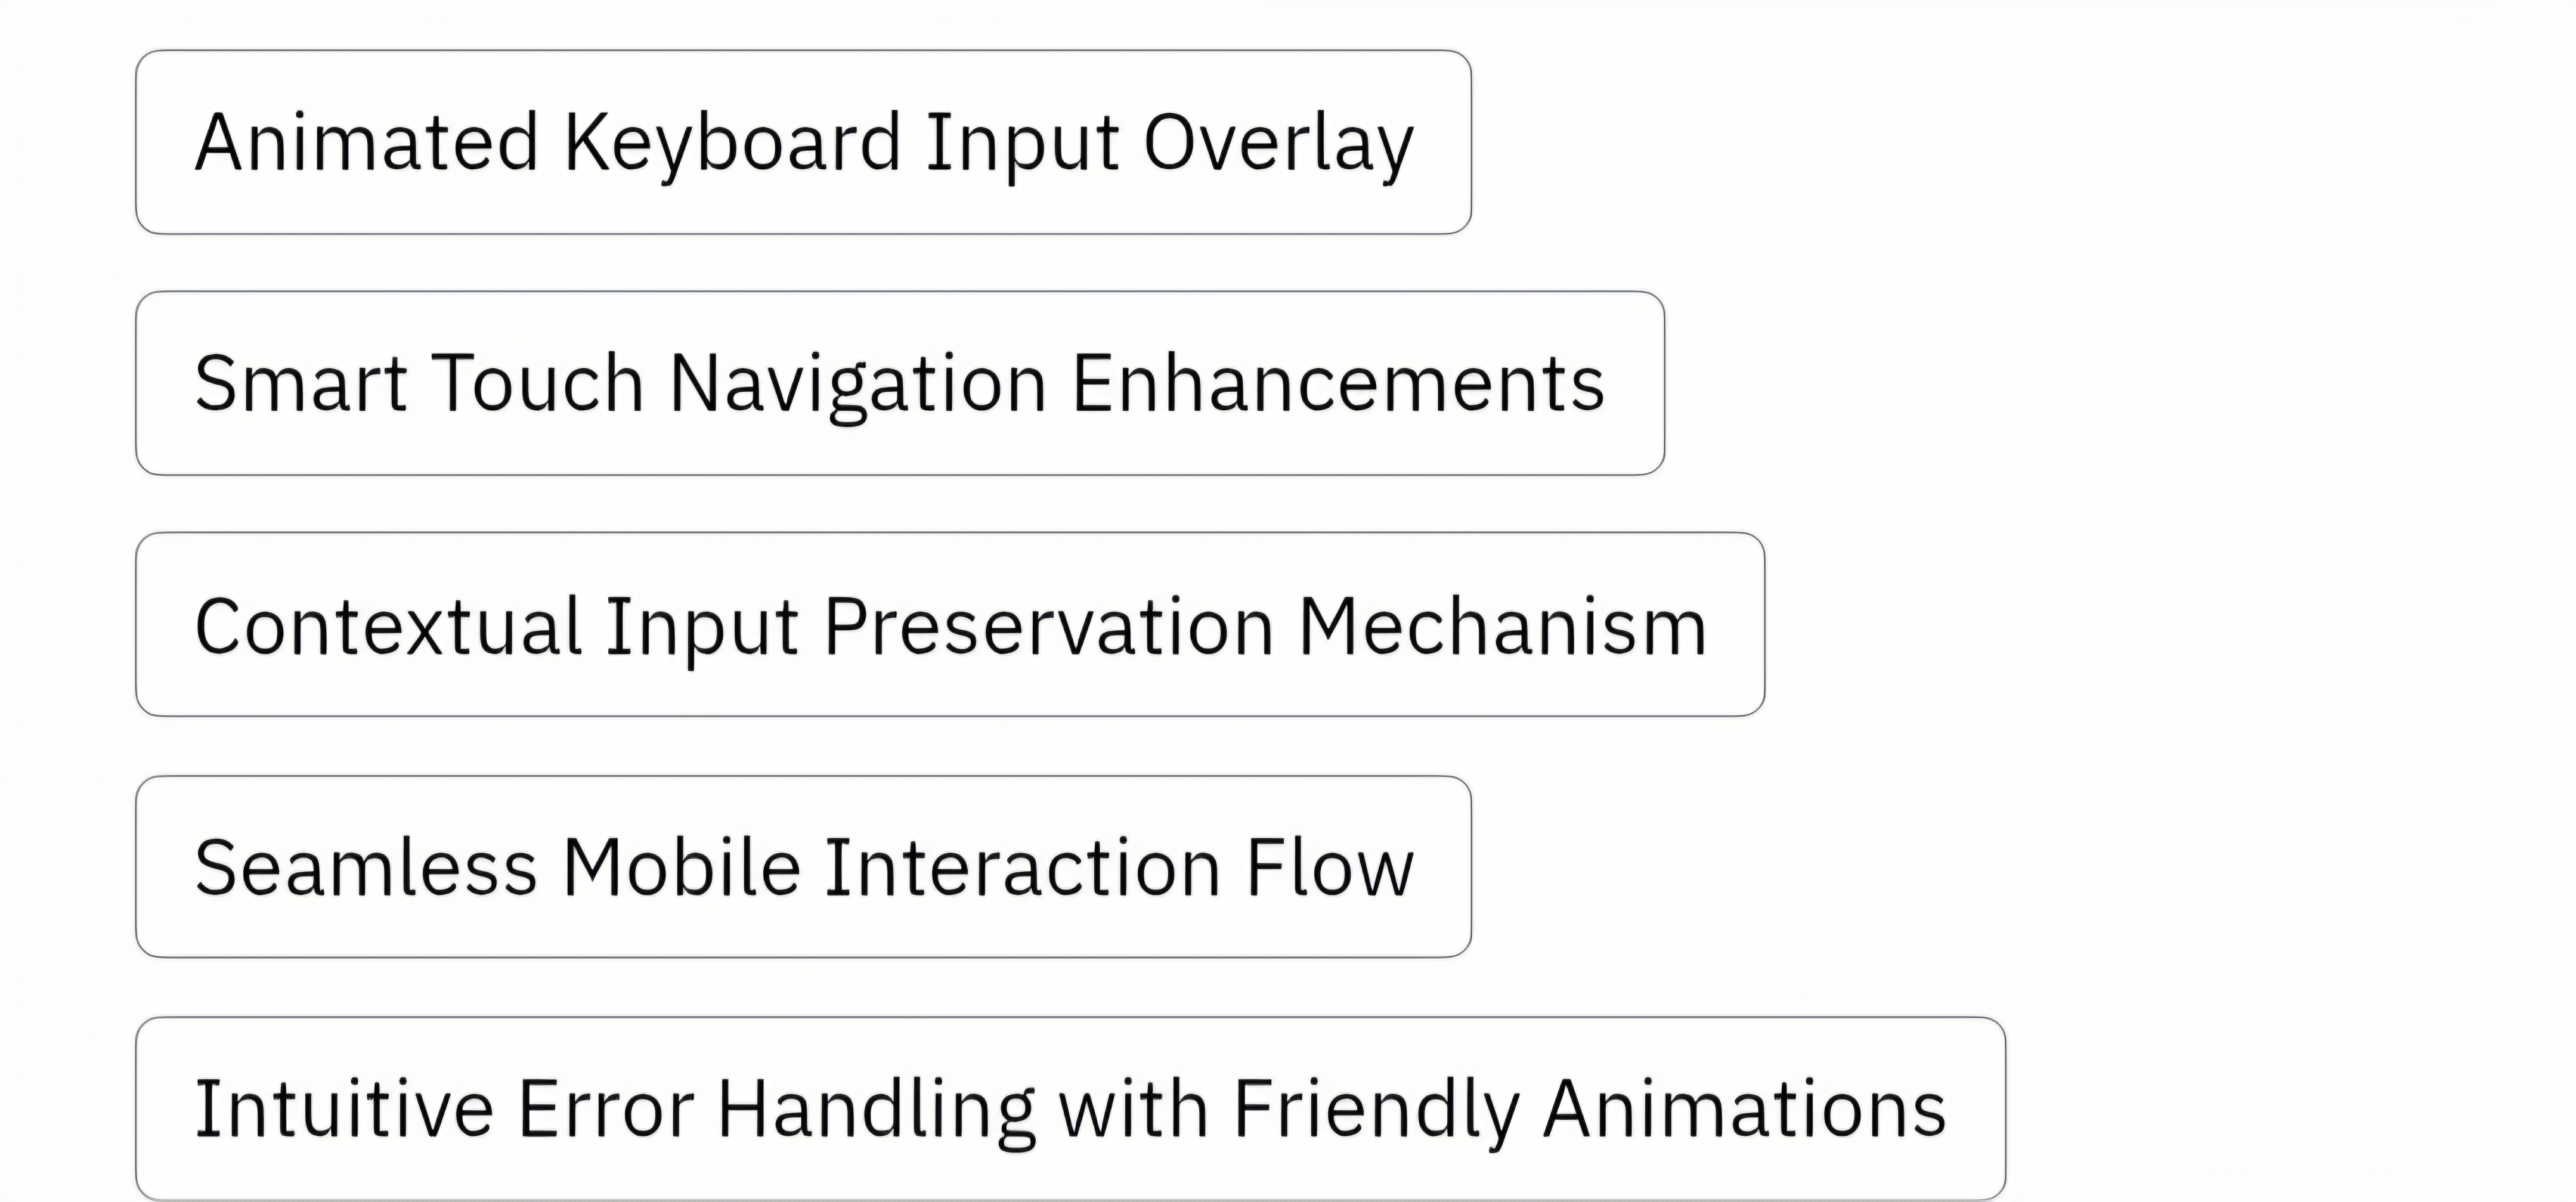 Animated Keyboard Input Overlay
Smart Touch Navigation Enhancements
Contextual Input Preservation Mechanism
Seamless Mobile Interaction Flow
Intuitive Error Handling with Friendly Animations